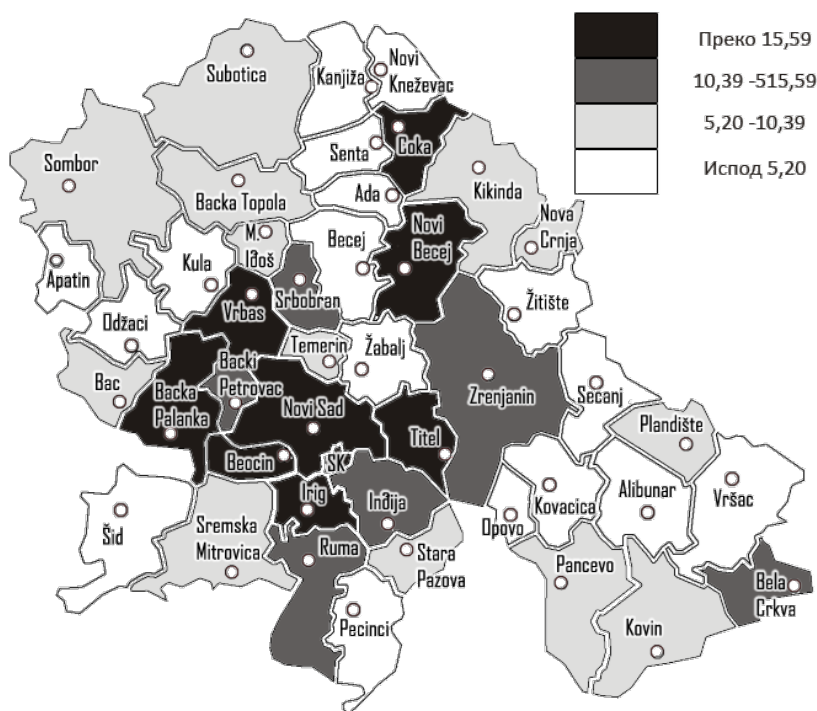 Преко 15,59
10,39 -515,59
5,20 -10,39
Испод 5,20
Subotica
Kanjiža
Novi
Kneževac
Senta
Coka
Sombor
Backa Topola
Ada
Kikinda
Nova
Crnja
M.
Iđoš
Becej
Novi
Becej
Apatin
Kula
Vrbas
Srbobran
Žitište
Odžaci
Temerin
Žabalj
Bac
Backa
Palanka
Backi
Petrovac
Novi Sad
Zrenjanin
Secanj
Titel
Plandište
Beocin
SK
Irig
Inđija
Opovo
Kovacica
Alibunar
Vršac
Šid
Sremska
Mitrovica
Ruma
Stara
Pazova
Pancevo
Bela
Crkva
Pecinci
Kovin